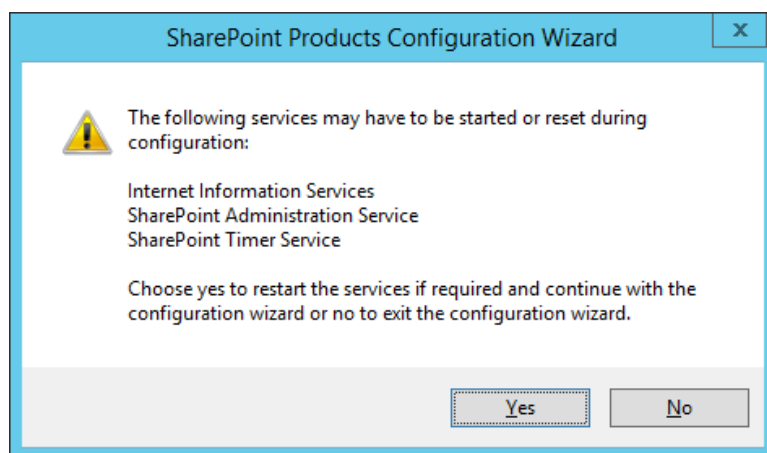 SharePoint Products Configuration Wizard
x
The following services may have to be started or reset during
configuration:
Internet Information Services
SharePoint Administration Service
SharePoint Timer Service
Choose yes to restart the services if required and continue with the
configuration wizard or no to exit the configuration wizard.
Yes No